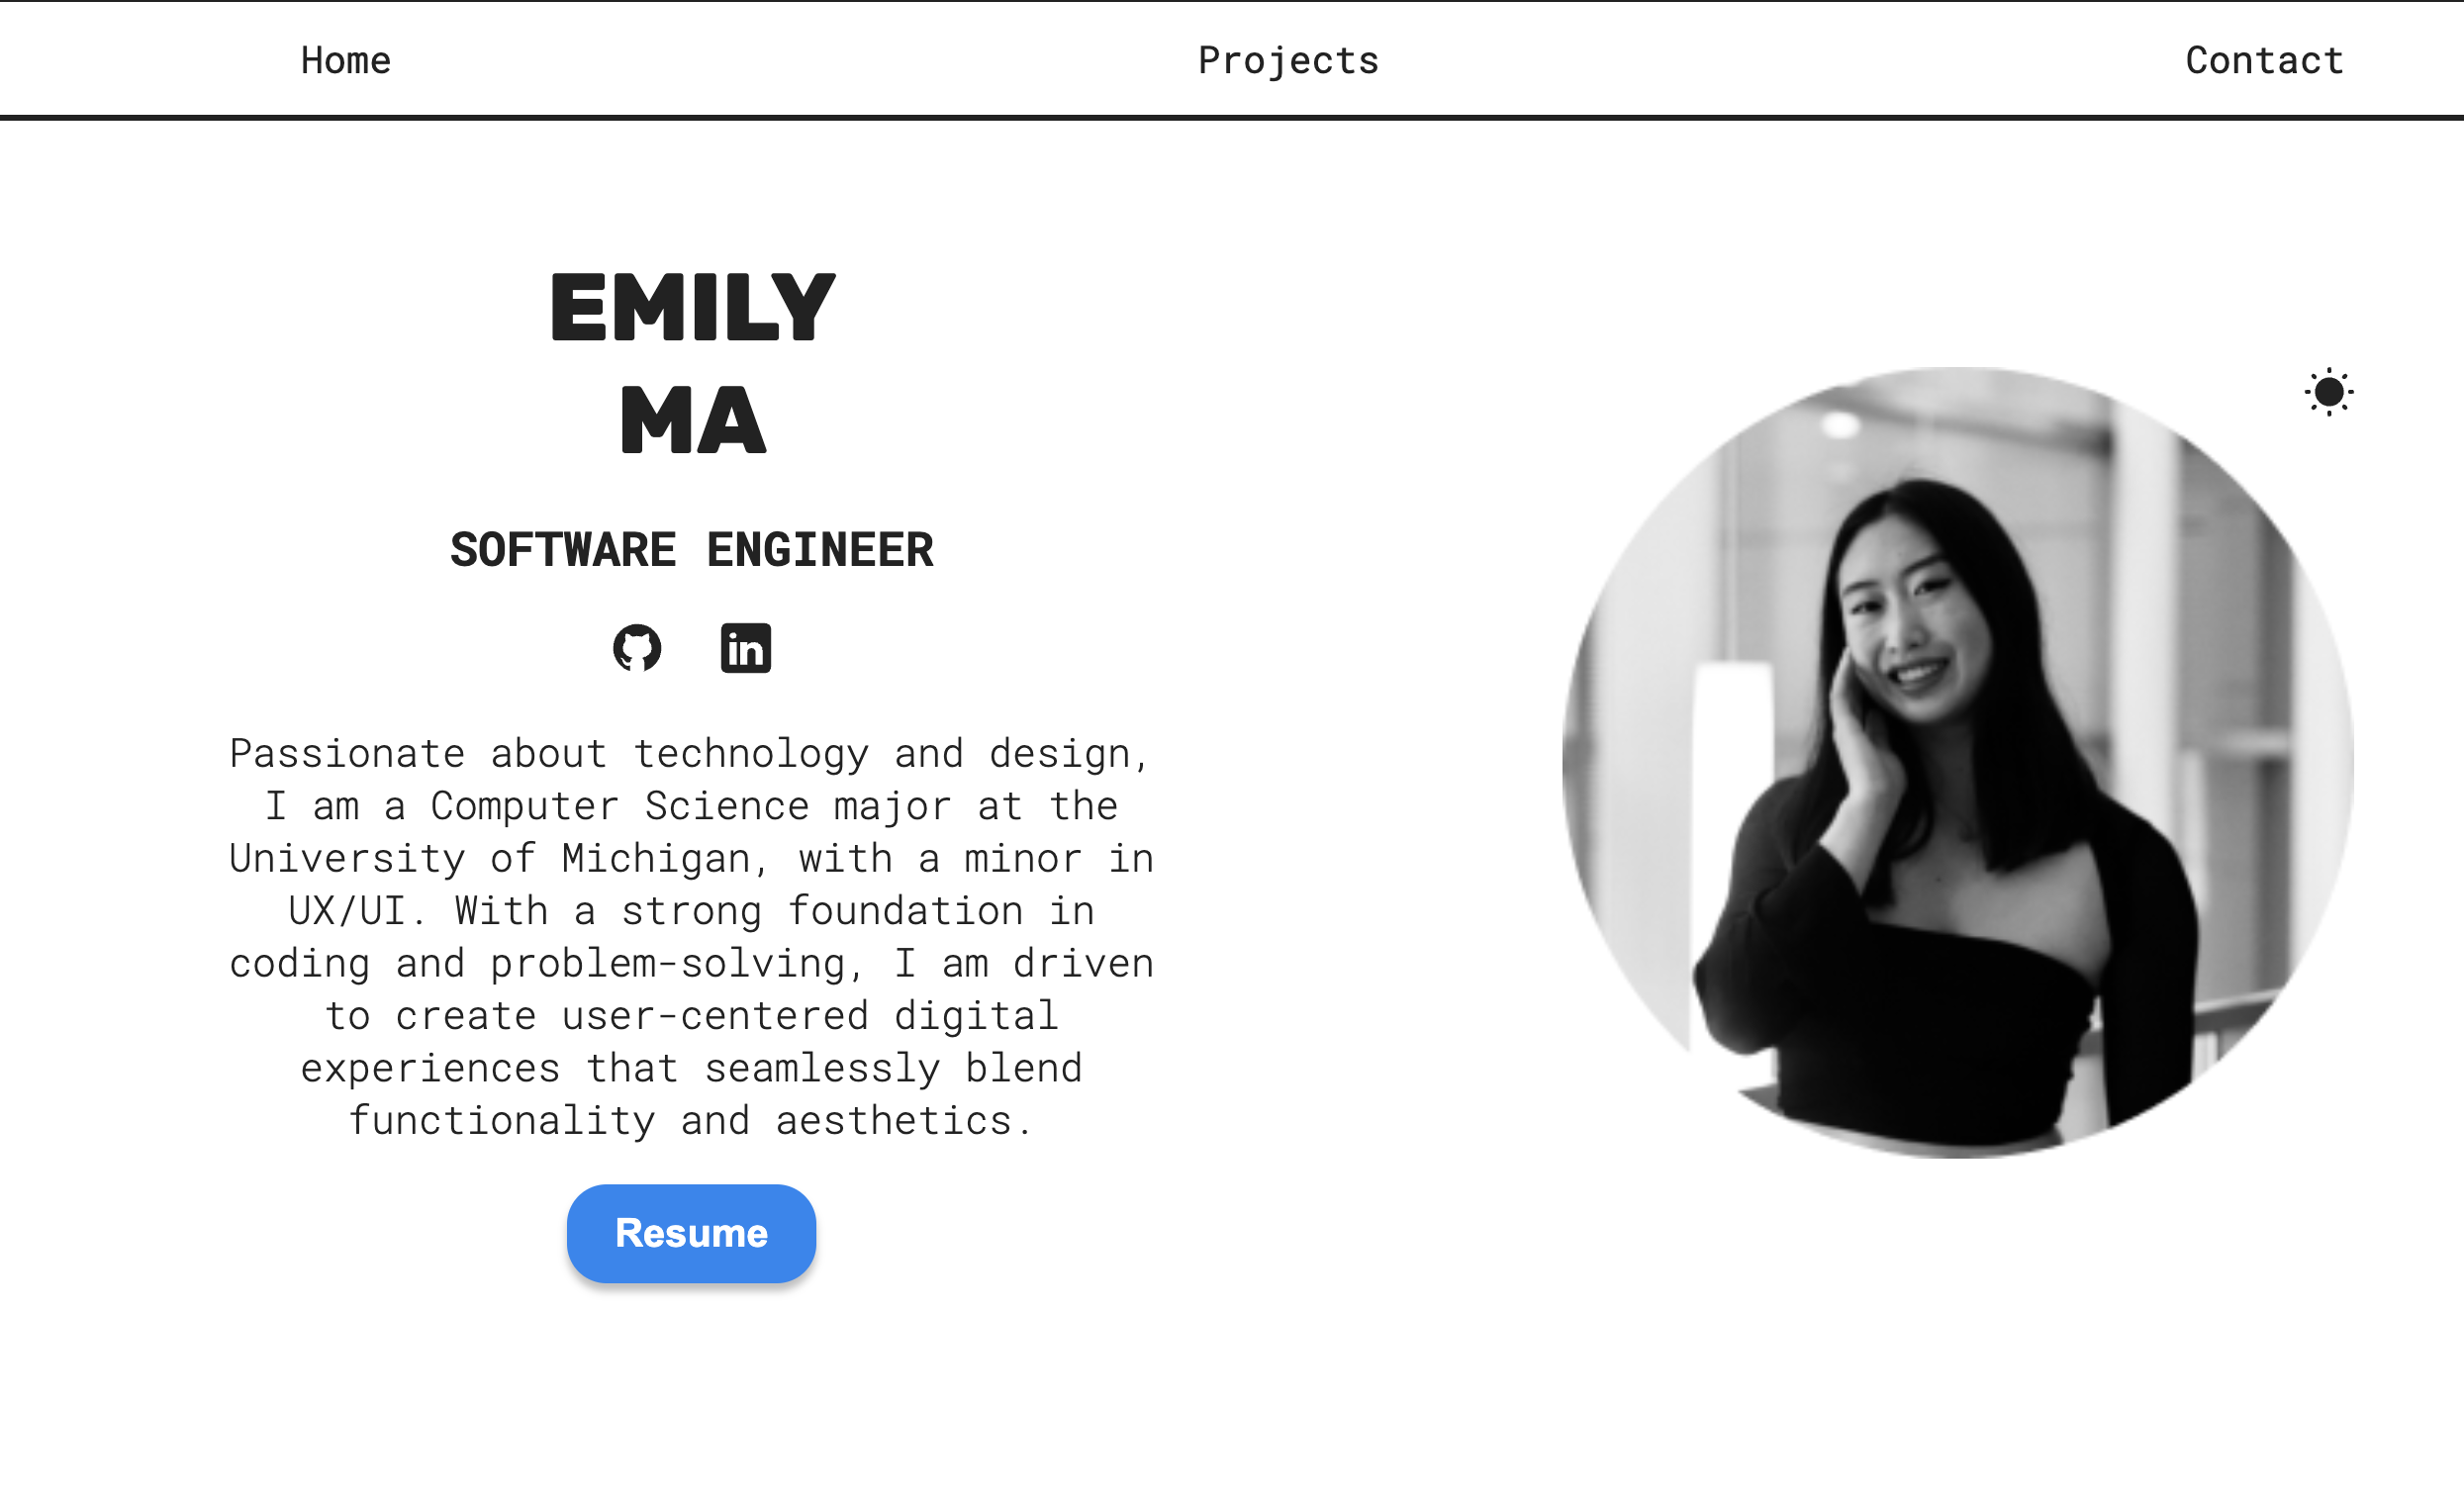 Home Projects Contact
EMILY
MA
SOFTWARE ENGINEER
in
Passionate about technology and design,
I am a Computer Science major at the
University of Michigan, with a minor in
UX/UI. With a strong foundation in
coding and problem-solving, I am driven
to create user-centered digital
experiences that seamlessly blend
functionality and aesthetics.
Resume